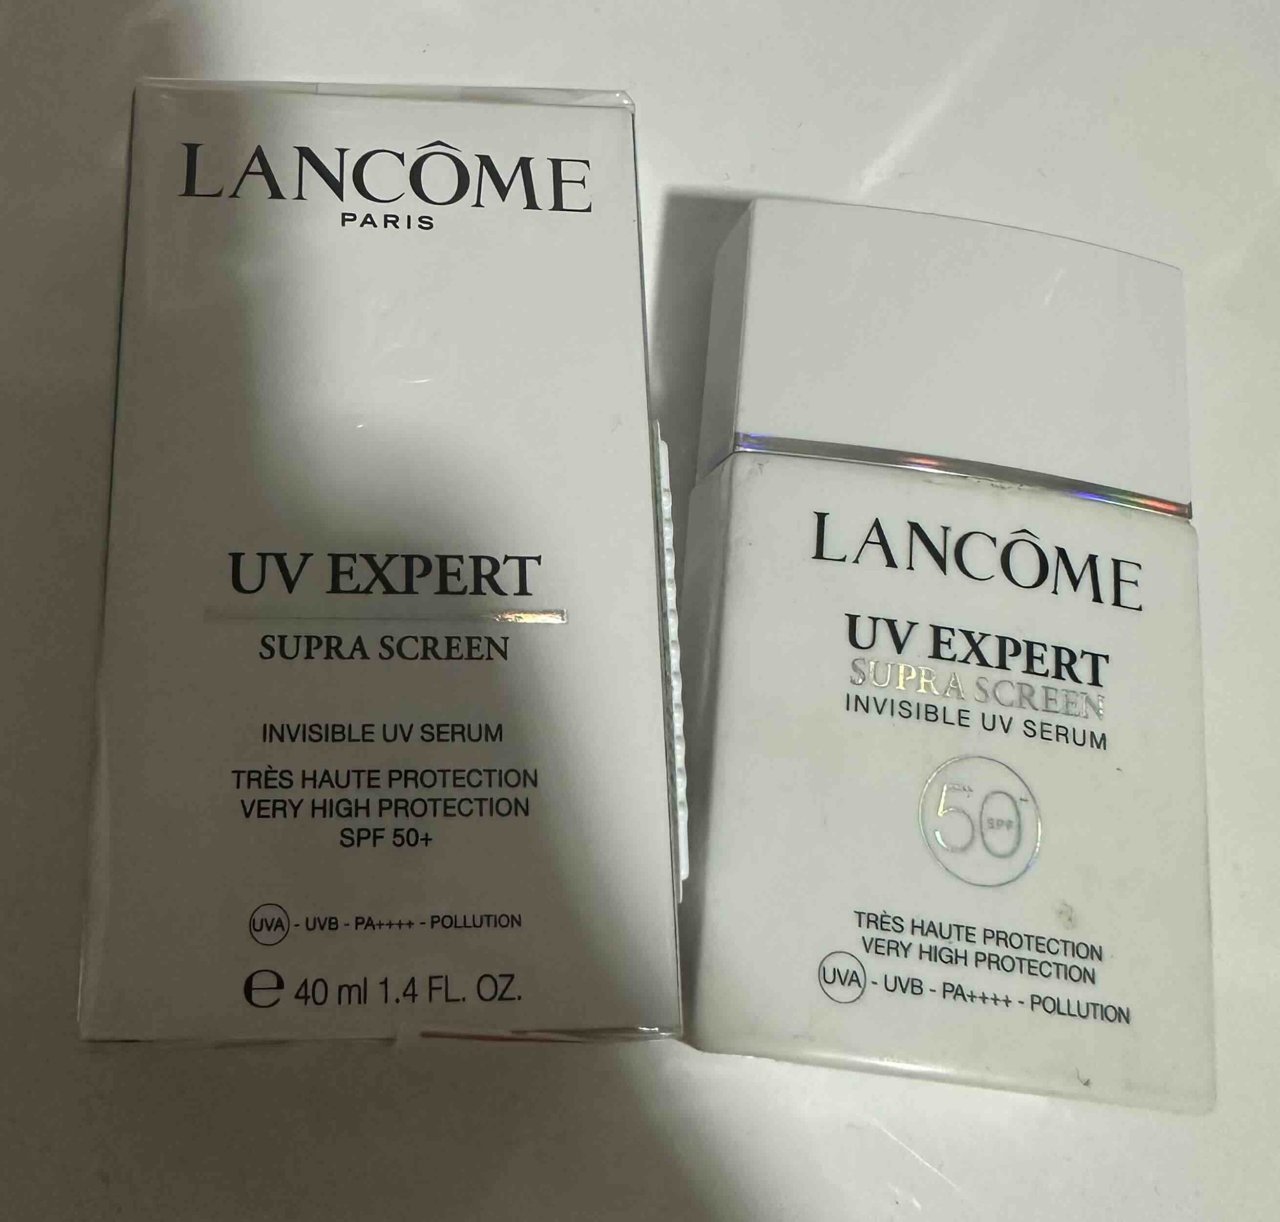 LANCÔME
PARIS
UV EXPERT
SUPRA SCREEN
INVISIBLE UV SERUM
TRÈS HAUTE PROTECTION
VERY HIGH PROTECTION
SPF 50+
UVA - UVB - PA++++ - POLLUTION
e 40 ml 1.4 FL. OZ.
LANCÔME
UV EXPERT
SUPRA SCREEN
INVISIBLE UV SERUM
50+
SPF
TRÈS HAUTE PROTECTION
VERY HIGH PROTECTION
UVA - UVB - PA++++ - POLLUTION